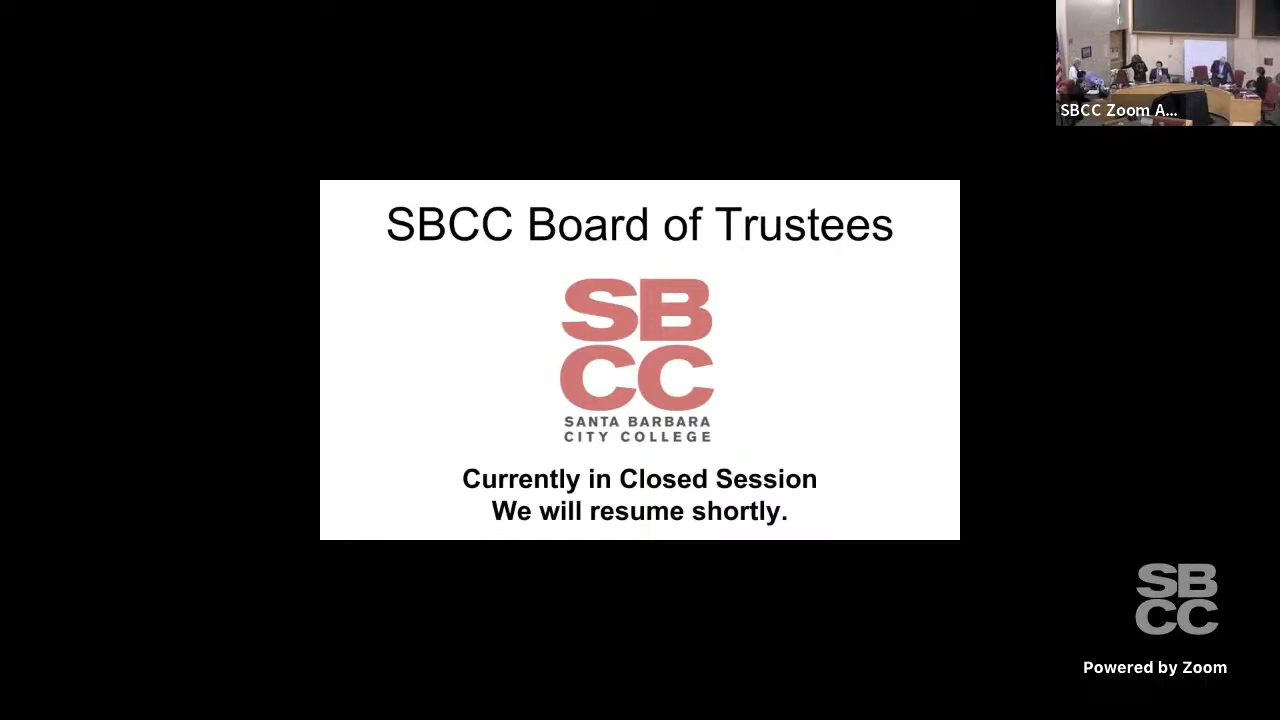 SBCC Zoom A...
SBCC Board of Trustees
SB
CC
SANTA BARBARA
CITY COLLEGE
Currently in Closed Session
We will resume shortly.
SB
CC
Powered by Zoom